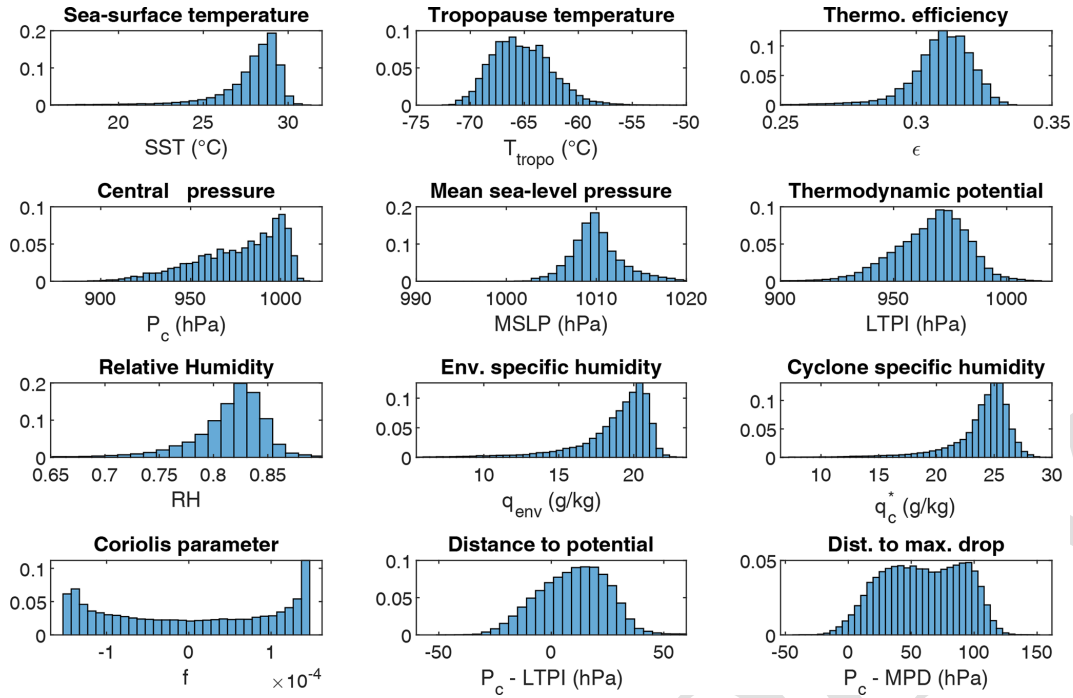 Sea-surface temperature
0.2
0.1
0
20 25 30
SST (°C)
Tropopause temperature
0.1
0.05
0
-75 -70 -65 -60 -55 -50
T_tropo (°C)
Thermo. efficiency
0.1
0.05
0
0.25 0.3 0.35
ϵ
Central pressure
0.1
0.05
0
900 950 1000
P_c (hPa)
Mean sea-level pressure
0.2
0.1
0
990 1000 1010 1020
MSLP (hPa)
Thermodynamic potential
0.1
0.05
0
900 950 1000
LTPI (hPa)
Relative Humidity
0.2
0.1
0
0.65 0.7 0.75 0.8 0.85
RH
Env. specific humidity
0.1
0.05
0
10 15 20
q_env (g/kg)
Cyclone specific humidity
0.1
0.05
0
10 15 20 25 30
q_c^* (g/kg)
Coriolis parameter
0.1
0.05
0
-1 0 1
f ×10^-4
Distance to potential
0.1
0.05
0
-50 0 50
P_c - LTPI (hPa)
Dist. to max. drop
0.05
0
-50 0 50 100 150
P_c - MPD (hPa)